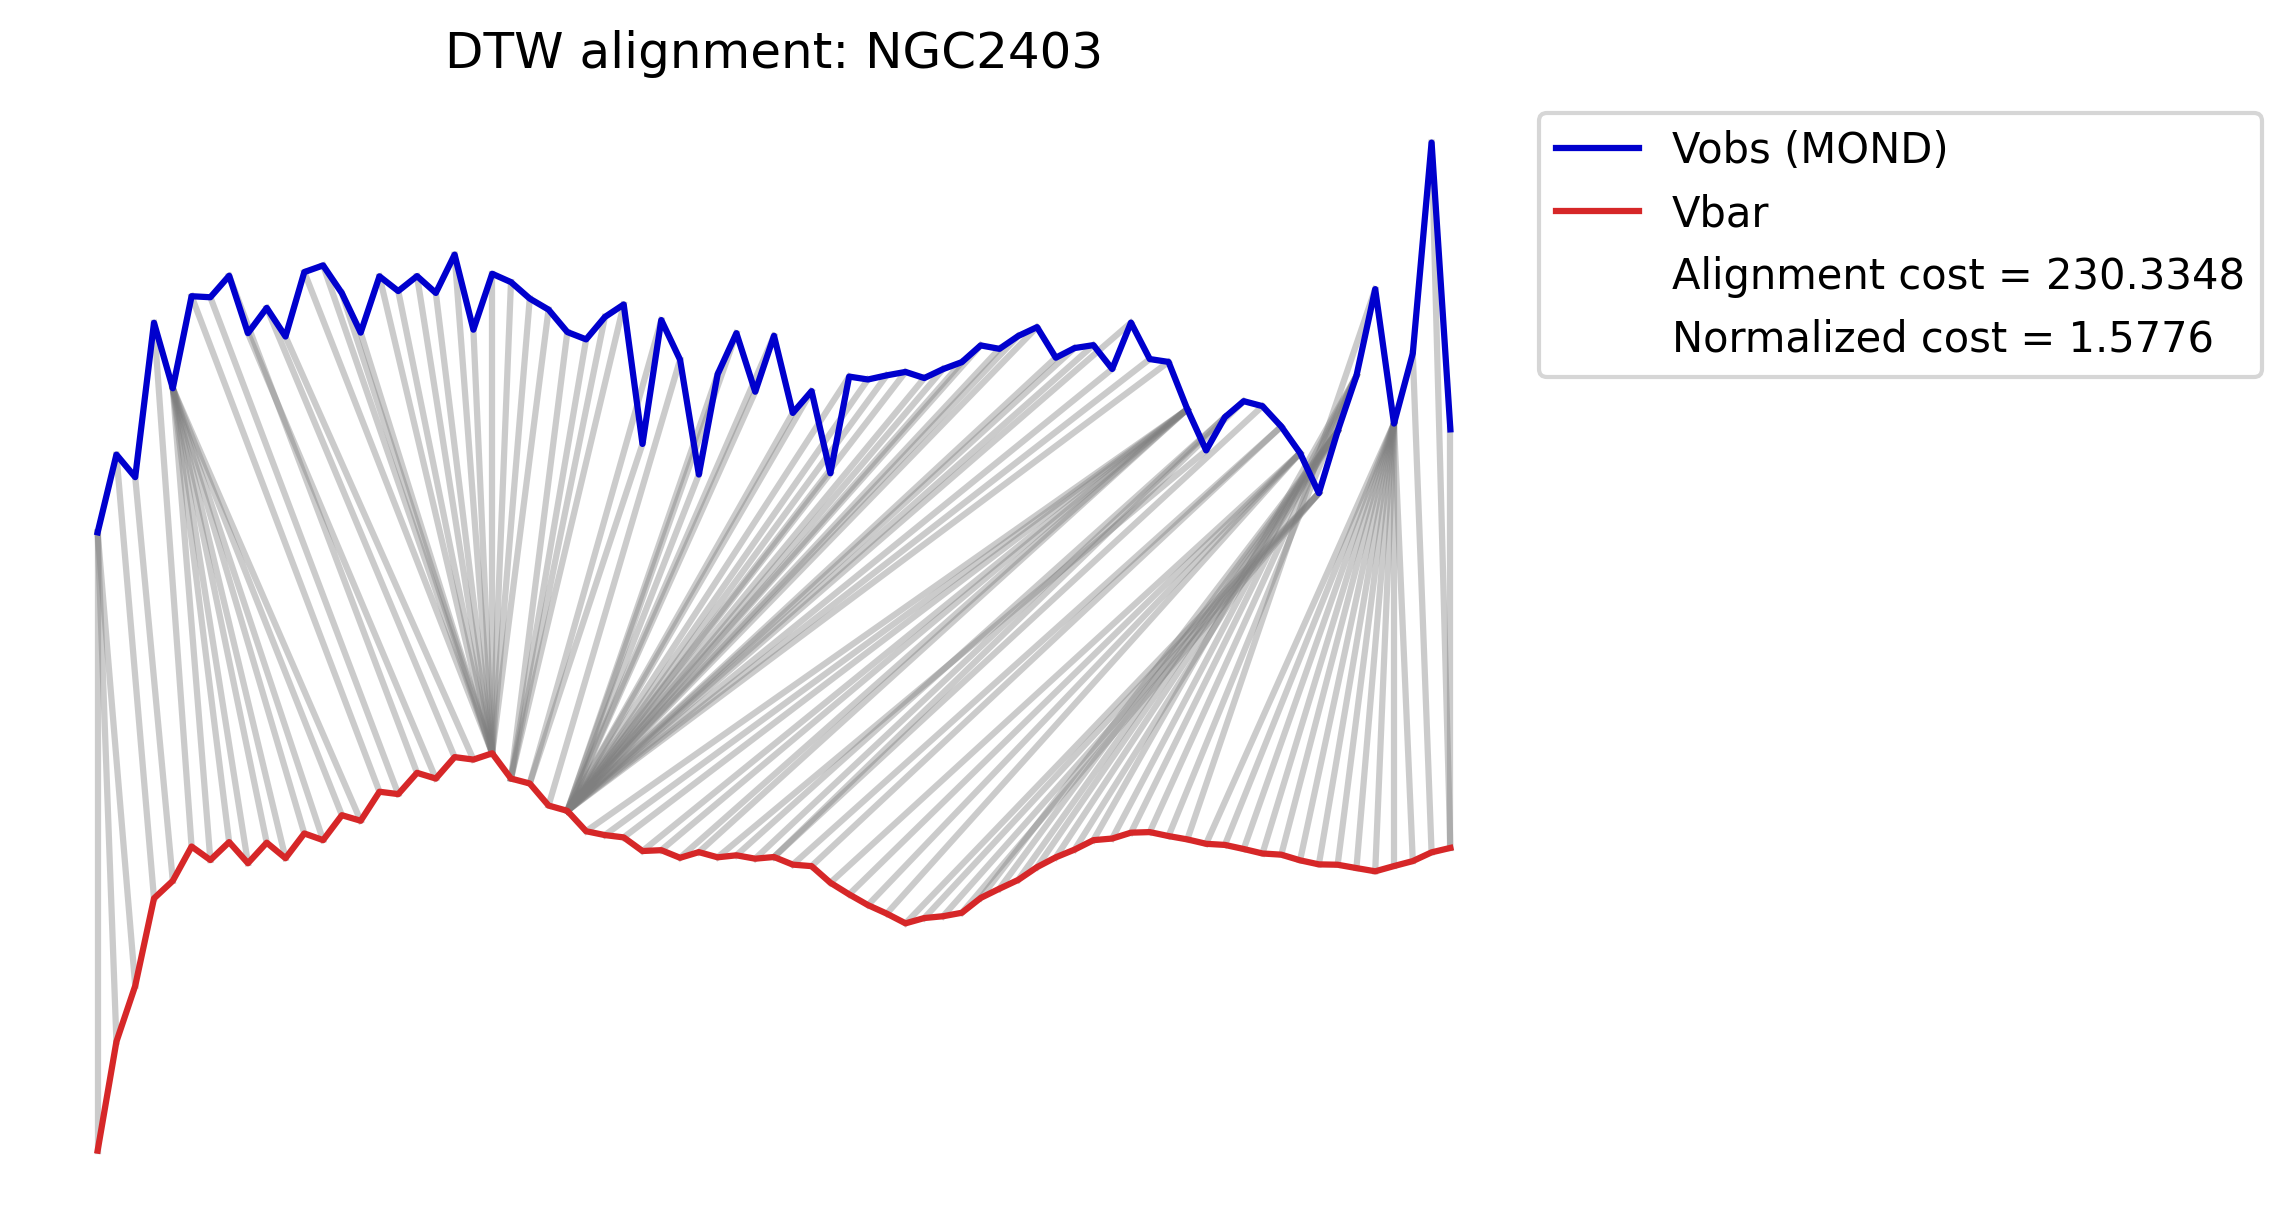 DTW alignment: NGC2403
Vobs (MOND)
Vbar
Alignment cost = 230.3348
Normalized cost = 1.5776